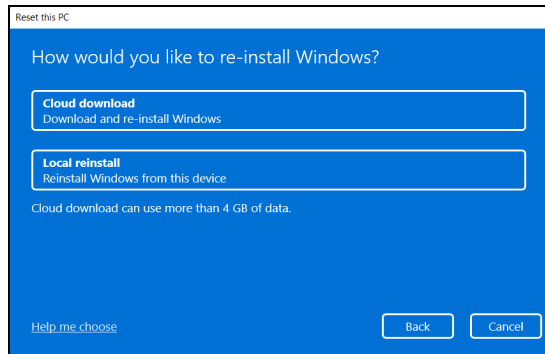 Reset this PC
How would you like to re-install Windows?
Cloud download
Download and re-install Windows
Local reinstall
Reinstall Windows from this device
Cloud download can use more than 4 GB of data.
Help me choose
Back
Cancel